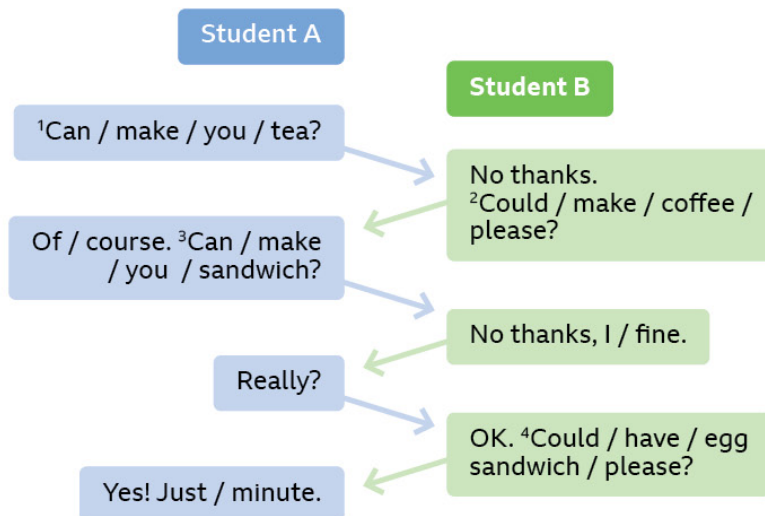 Student A
Student B
¹Can / make / you / tea?
No thanks.
²Could / make / coffee /
please?
Of / course. ³Can / make
/ you / sandwich?
No thanks, I / fine.
Really?
OK. ⁴Could / have / egg
sandwich / please?
Yes! Just / minute.